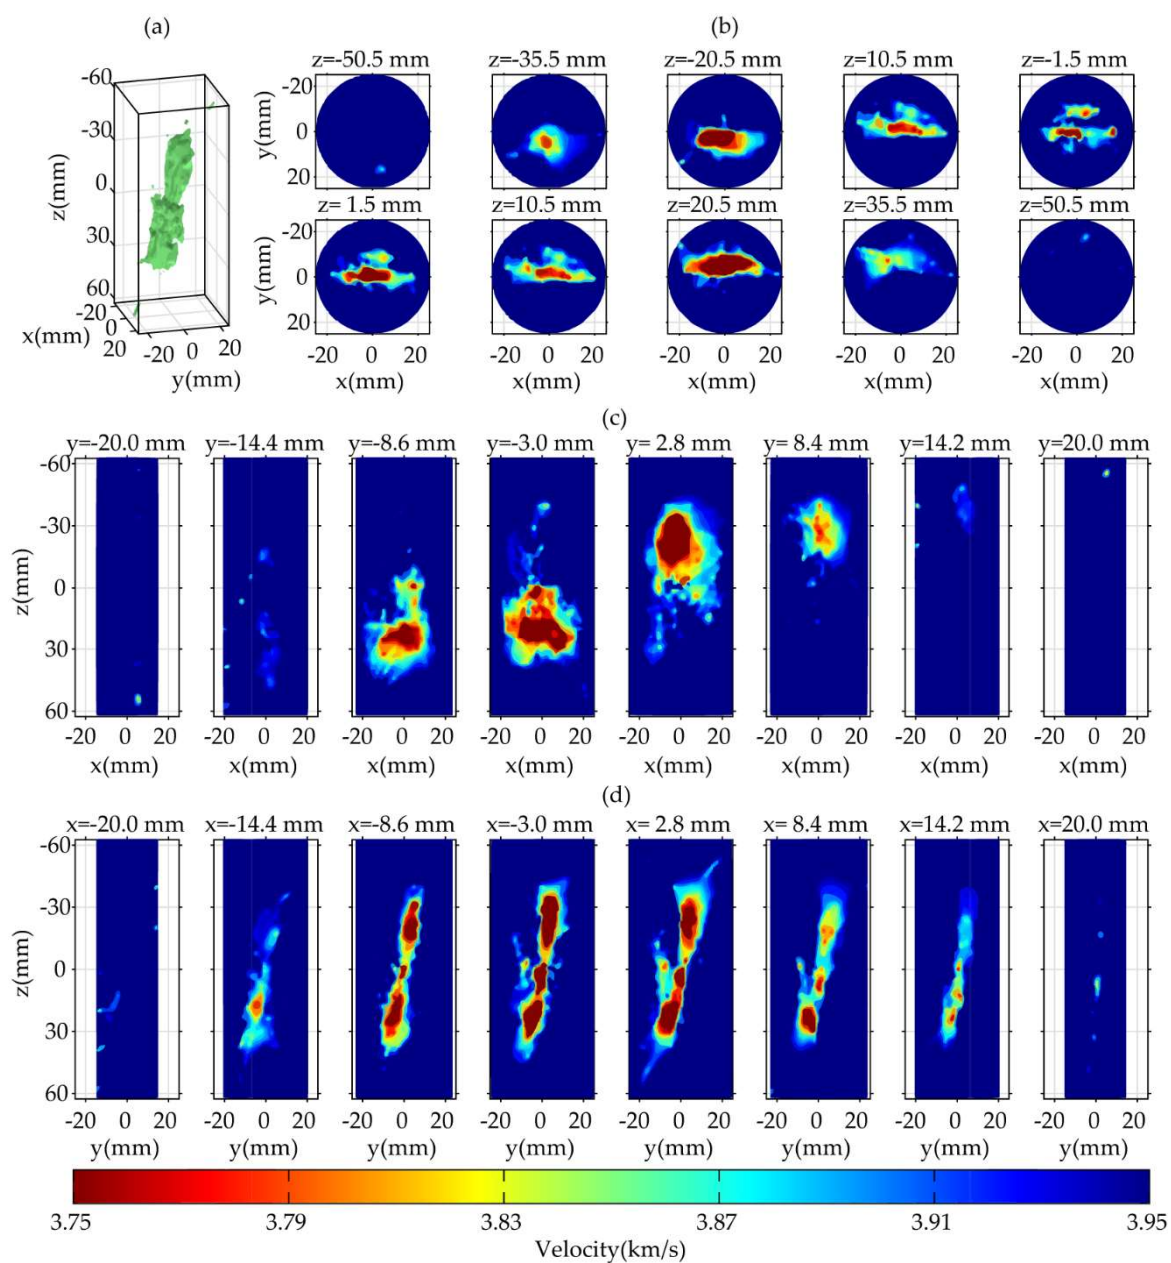 (a) (b)
z=-50.5 mm z=-35.5 mm z=-20.5 mm z=10.5 mm z=-1.5 mm
-60
-30
0
30
60
z(mm)
-20
0
20
x(mm)
-20 0 20
y(mm)
-20
0
20
y(mm)
z= 1.5 mm z=10.5 mm z=20.5 mm z=35.5 mm z=50.5 mm
-20
0
20
y(mm)
-20 0 20 -20 0 20 -20 0 20 -20 0 20 -20 0 20
x(mm) x(mm) x(mm) x(mm) x(mm)
(c)
y=-20.0 mm y=-14.4 mm y=-8.6 mm y=-3.0 mm y= 2.8 mm y= 8.4 mm y=14.2 mm y=20.0 mm
-60
-30
0
30
60
z(mm)
-20 0 20 -20 0 20 -20 0 20 -20 0 20 -20 0 20 -20 0 20 -20 0 20 -20 0 20
x(mm) x(mm) x(mm) x(mm) x(mm) x(mm) x(mm) x(mm)
(d)
x=-20.0 mm x=-14.4 mm x=-8.6 mm x=-3.0 mm x= 2.8 mm x= 8.4 mm x=14.2 mm x=20.0 mm
-60
-30
0
30
60
z(mm)
-20 0 20 -20 0 20 -20 0 20 -20 0 20 -20 0 20 -20 0 20 -20 0 20 -20 0 20
y(mm) y(mm) y(mm) y(mm) y(mm) y(mm) y(mm) y(mm)
3.75 3.79 3.83 3.87 3.91 3.95
Velocity(km/s)